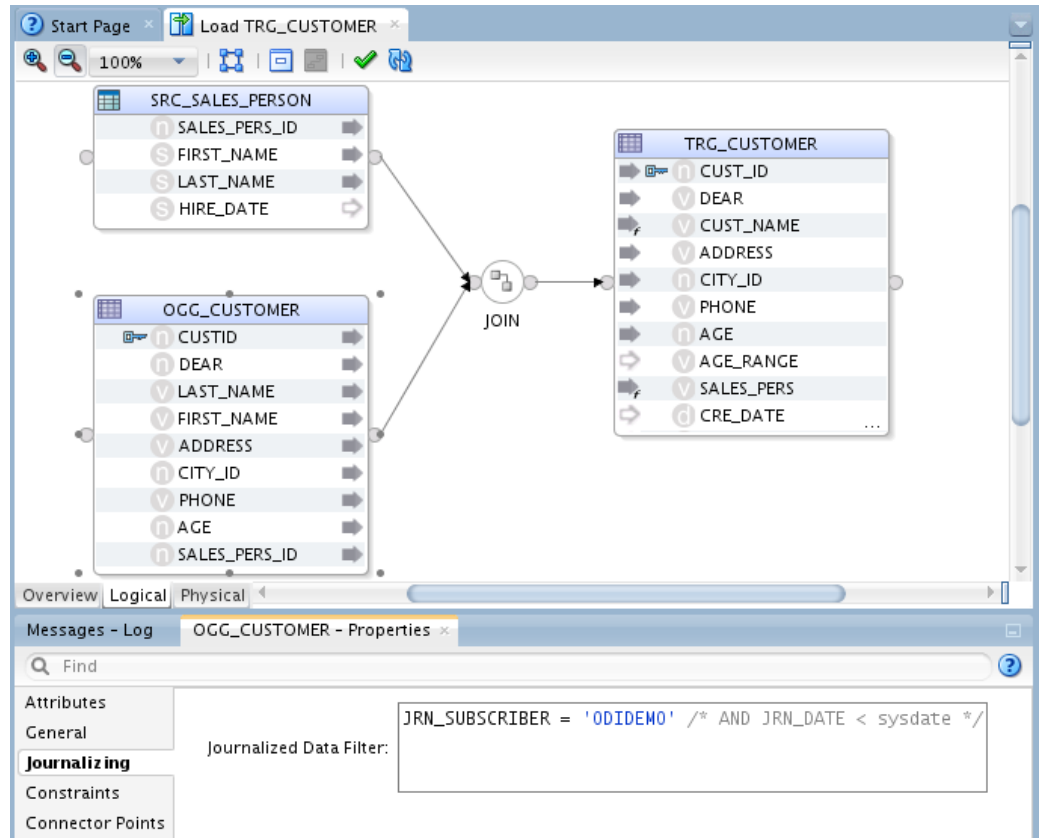 Start Page
Load TRG_CUSTOMER
100%
SRC_SALES_PERSON
n SALES_PERS_ID
S FIRST_NAME
S LAST_NAME
S HIRE_DATE
OGG_CUSTOMER
n CUSTID
n DEAR
v LAST_NAME
v FIRST_NAME
v ADDRESS
n CITY_ID
v PHONE
n AGE
n SALES_PERS_ID
JOIN
TRG_CUSTOMER
n CUST_ID
v DEAR
v CUST_NAME
v ADDRESS
n CITY_ID
v PHONE
n AGE
v AGE_RANGE
v SALES_PERS
d CRE_DATE
...
Overview Logical Physical
Messages - Log
OGG_CUSTOMER - Properties
Find
Attributes
General
Journalizing
Constraints
Connector Points
Journalized Data Filter:
JRN_SUBSCRIBER = 'ODIDEMO' /* AND JRN_DATE < sysdate */